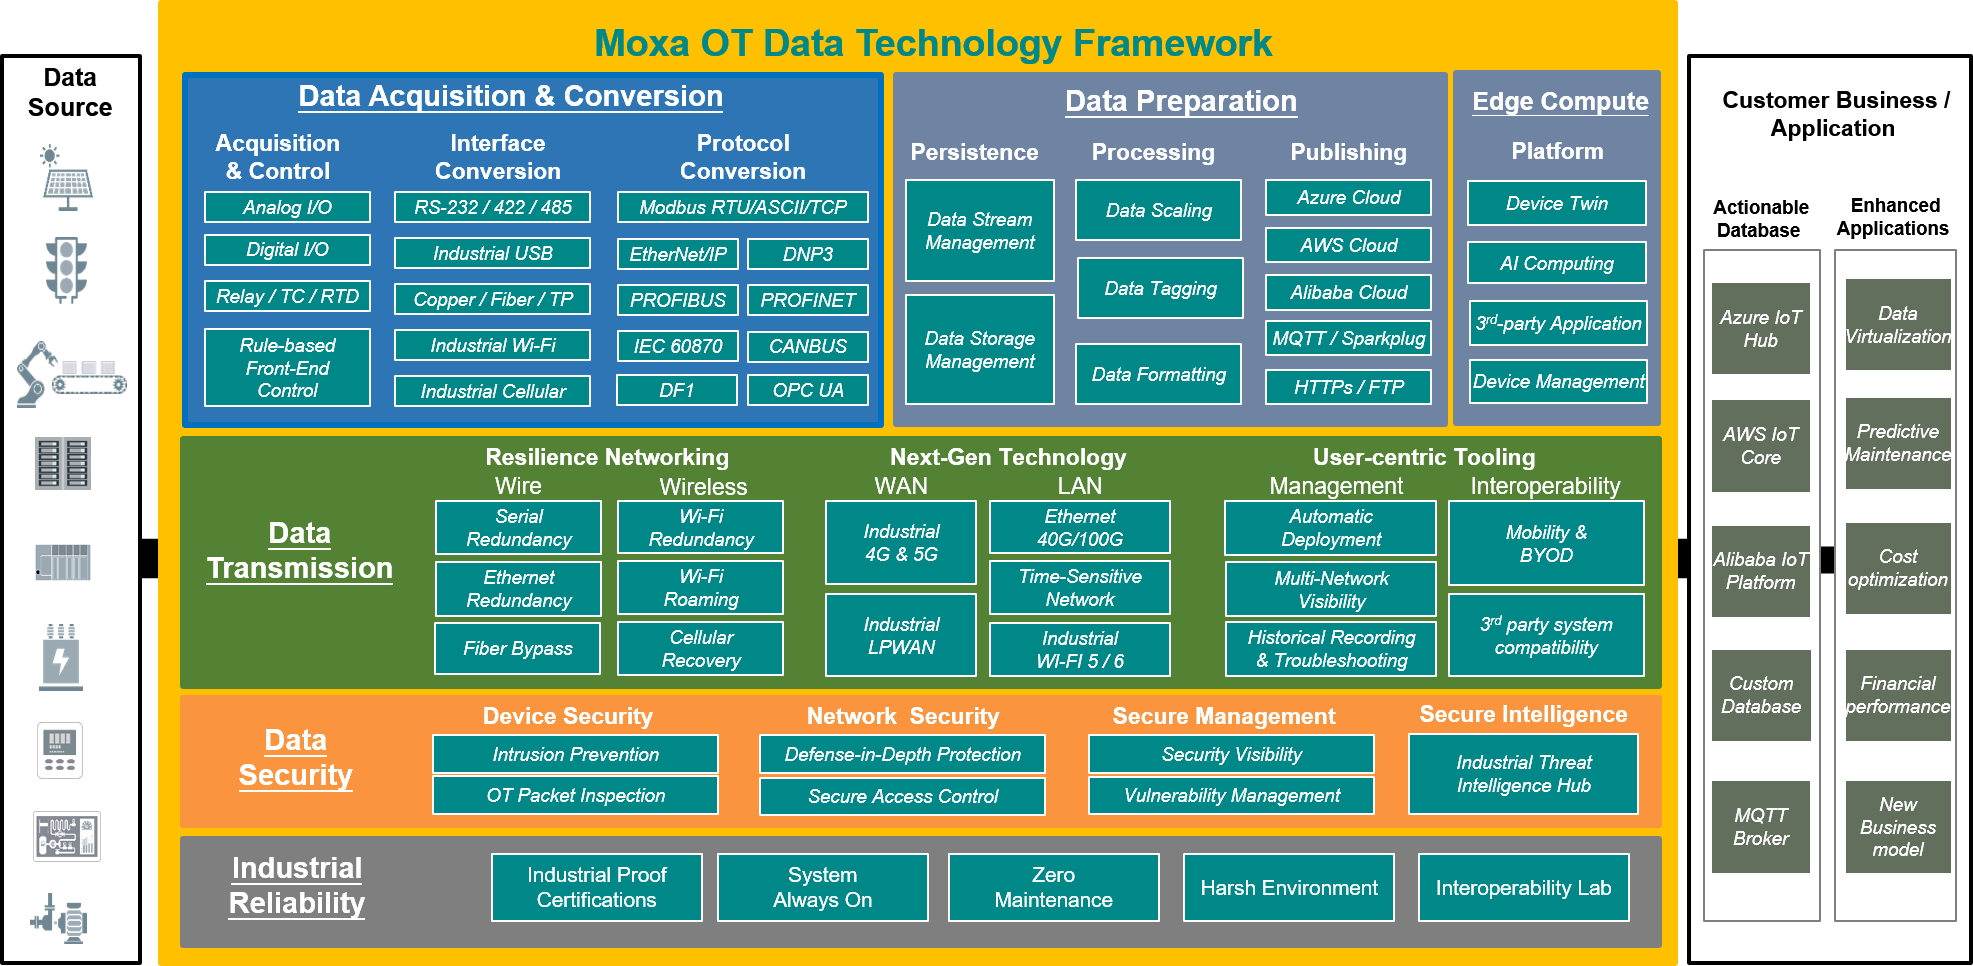 Moxa OT Data Technology Framework
Data
Source
Data Acquisition & Conversion
Acquisition
& Control
Analog I/O
Digital I/O
Relay / TC / RTD
Rule-based
Front-End
Control
Interface
Conversion
RS-232 / 422 / 485
Industrial USB
Copper / Fiber / TP
Industrial Wi-Fi
Industrial Cellular
Protocol
Conversion
Modbus RTU/ASCII/TCP
EtherNet/IP
DNP3
PROFIBUS
PROFINET
IEC 60870
CANBUS
DF1
OPC UA
Data Preparation
Persistence
Data Stream
Management
Data Storage
Management
Processing
Data Scaling
Data Tagging
Data Formatting
Publishing
Azure Cloud
AWS Cloud
Alibaba Cloud
MQTT / Sparkplug
HTTPs / FTP
Edge Compute
Platform
Device Twin
AI Computing
3rd-party Application
Device Management
Data
Transmission
Resilience Networking
Wire
Serial
Redundancy
Ethernet
Redundancy
Fiber Bypass
Wireless
Wi-Fi
Redundancy
Wi-Fi
Roaming
Cellular
Recovery
Next-Gen Technology
WAN
Industrial
4G & 5G
Industrial
LPWAN
LAN
Ethernet
40G/100G
Time-Sensitive
Network
Industrial
WI-FI 5 / 6
User-centric Tooling
Management
Automatic
Deployment
Multi-Network
Visibility
Historical Recording
& Troubleshooting
Interoperability
Mobility &
BYOD
3rd party system
compatibility
Data
Security
Device Security
Intrusion Prevention
OT Packet Inspection
Network Security
Defense-in-Depth Protection
Secure Access Control
Secure Management
Security Visibility
Vulnerability Management
Secure Intelligence
Industrial Threat
Intelligence Hub
Industrial
Reliability
Industrial Proof
Certifications
System
Always On
Zero
Maintenance
Harsh Environment
Interoperability Lab
Customer Business /
Application
Actionable
Database
Azure IoT
Hub
AWS IoT
Core
Alibaba IoT
Platform
Custom
Database
MQTT
Broker
Enhanced
Applications
Data
Virtualization
Predictive
Maintenance
Cost
optimization
Financial
performance
New
Business
model